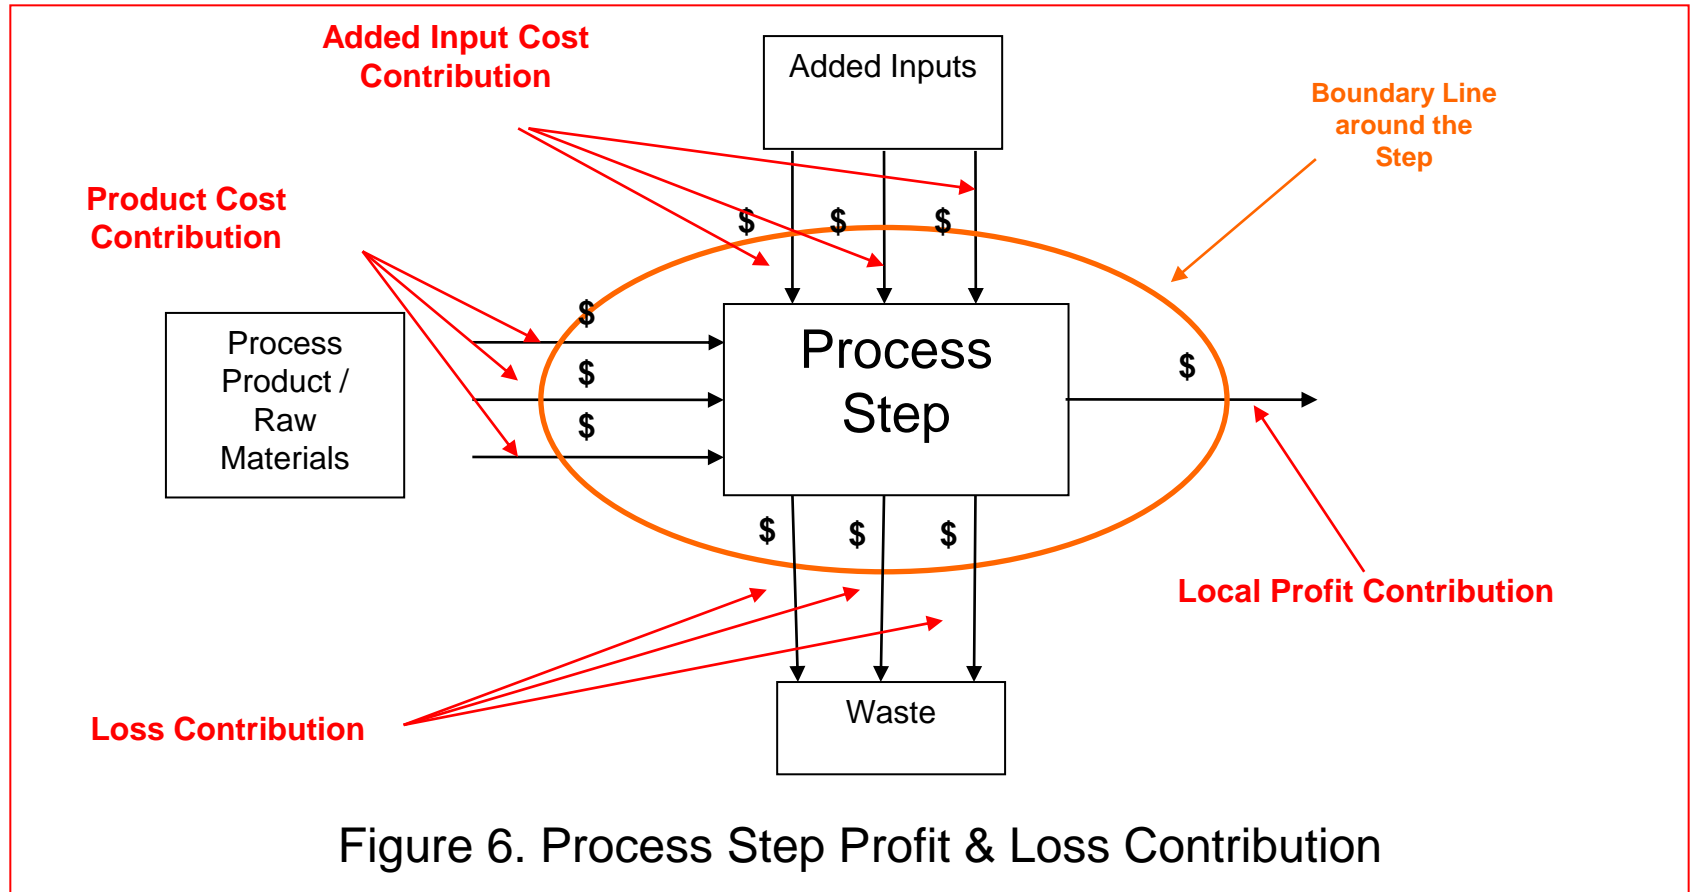 Added Input Cost
Contribution
Added Inputs
Boundary Line
around the
Step
Product Cost
Contribution
$ $ $
$
$
$
Process
Product /
Raw
Materials
Process
Step
$
$ $ $
Local Profit Contribution
Loss Contribution
Waste
Figure 6. Process Step Profit & Loss Contribution